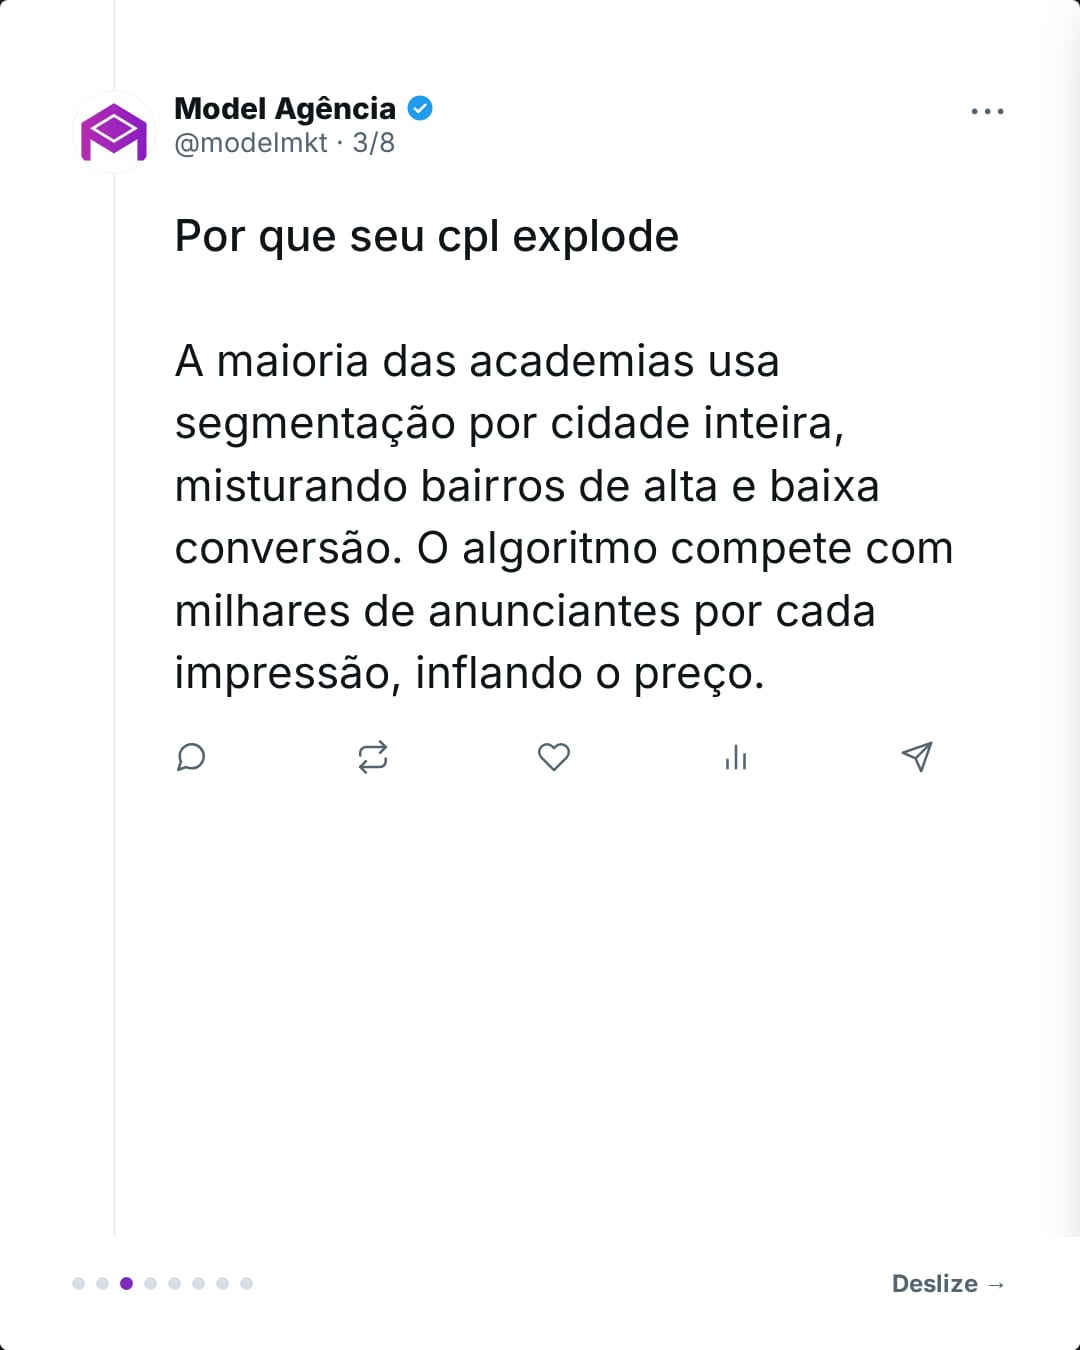 Model Agência
@modelmkt · 3/8
Por que seu cpl explode
A maioria das academias usa
segmentação por cidade inteira,
misturando bairros de alta e baixa
conversão. O algoritmo compete com
milhares de anunciantes por cada
impressão, inflando o preço.
Deslize →